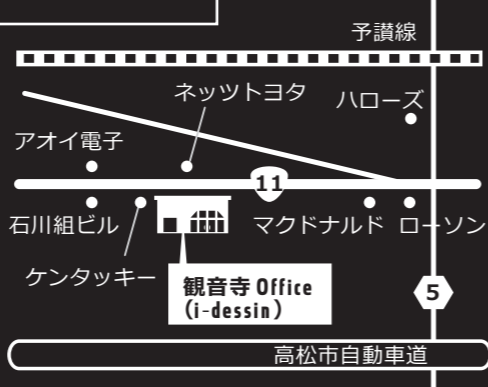 予讃線
ネッツトヨタ
ハローズ
アオイ電子
11
石川組ビル
マクドナルド
ローソン
ケンタッキー
観音寺 Office
(i-dessin)
5
高松市自動車道